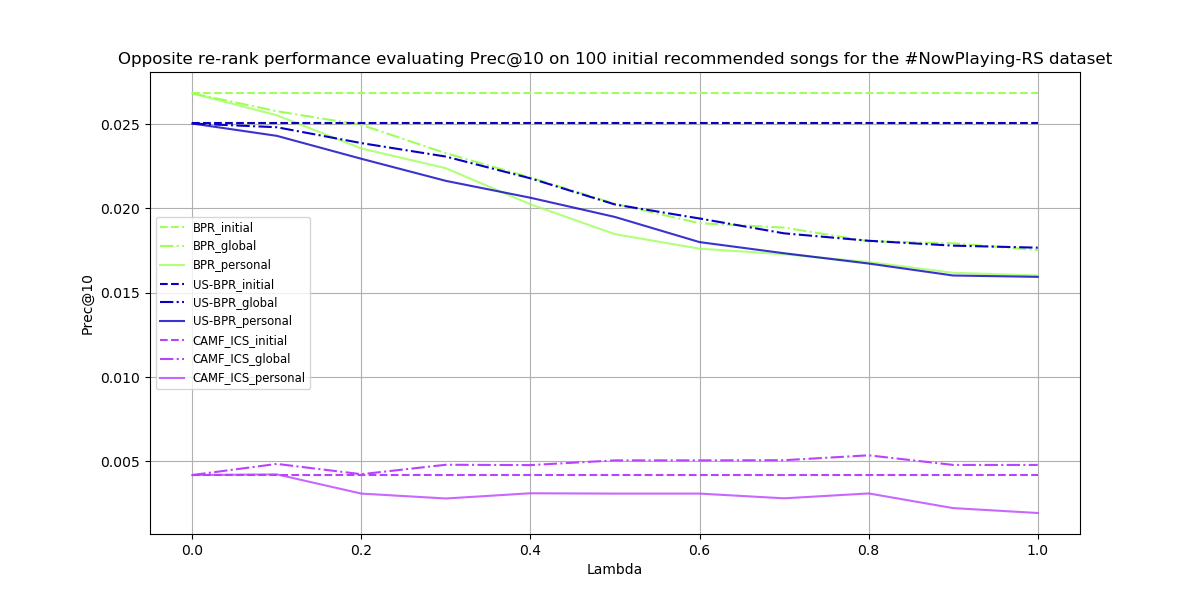 Opposite re-rank performance evaluating Prec@10 on 100 initial recommended songs for the #NowPlaying-RS dataset
0.025
0.020
0.015
0.010
0.005
Prec@10
BPR_initial
BPR_global
BPR_personal
US-BPR_initial
US-BPR_global
US-BPR_personal
CAMF_ICS_initial
CAMF_ICS_global
CAMF_ICS_personal
0.0 0.2 0.4 0.6 0.8 1.0
Lambda